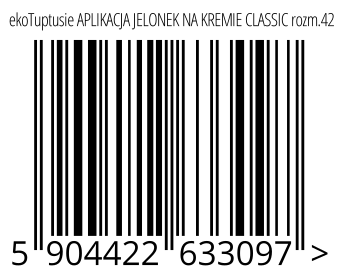 ekoTuptusie APLIKACJA JELONEK NA KREMIE CLASSIC rozm.42
5 904422 633097 >